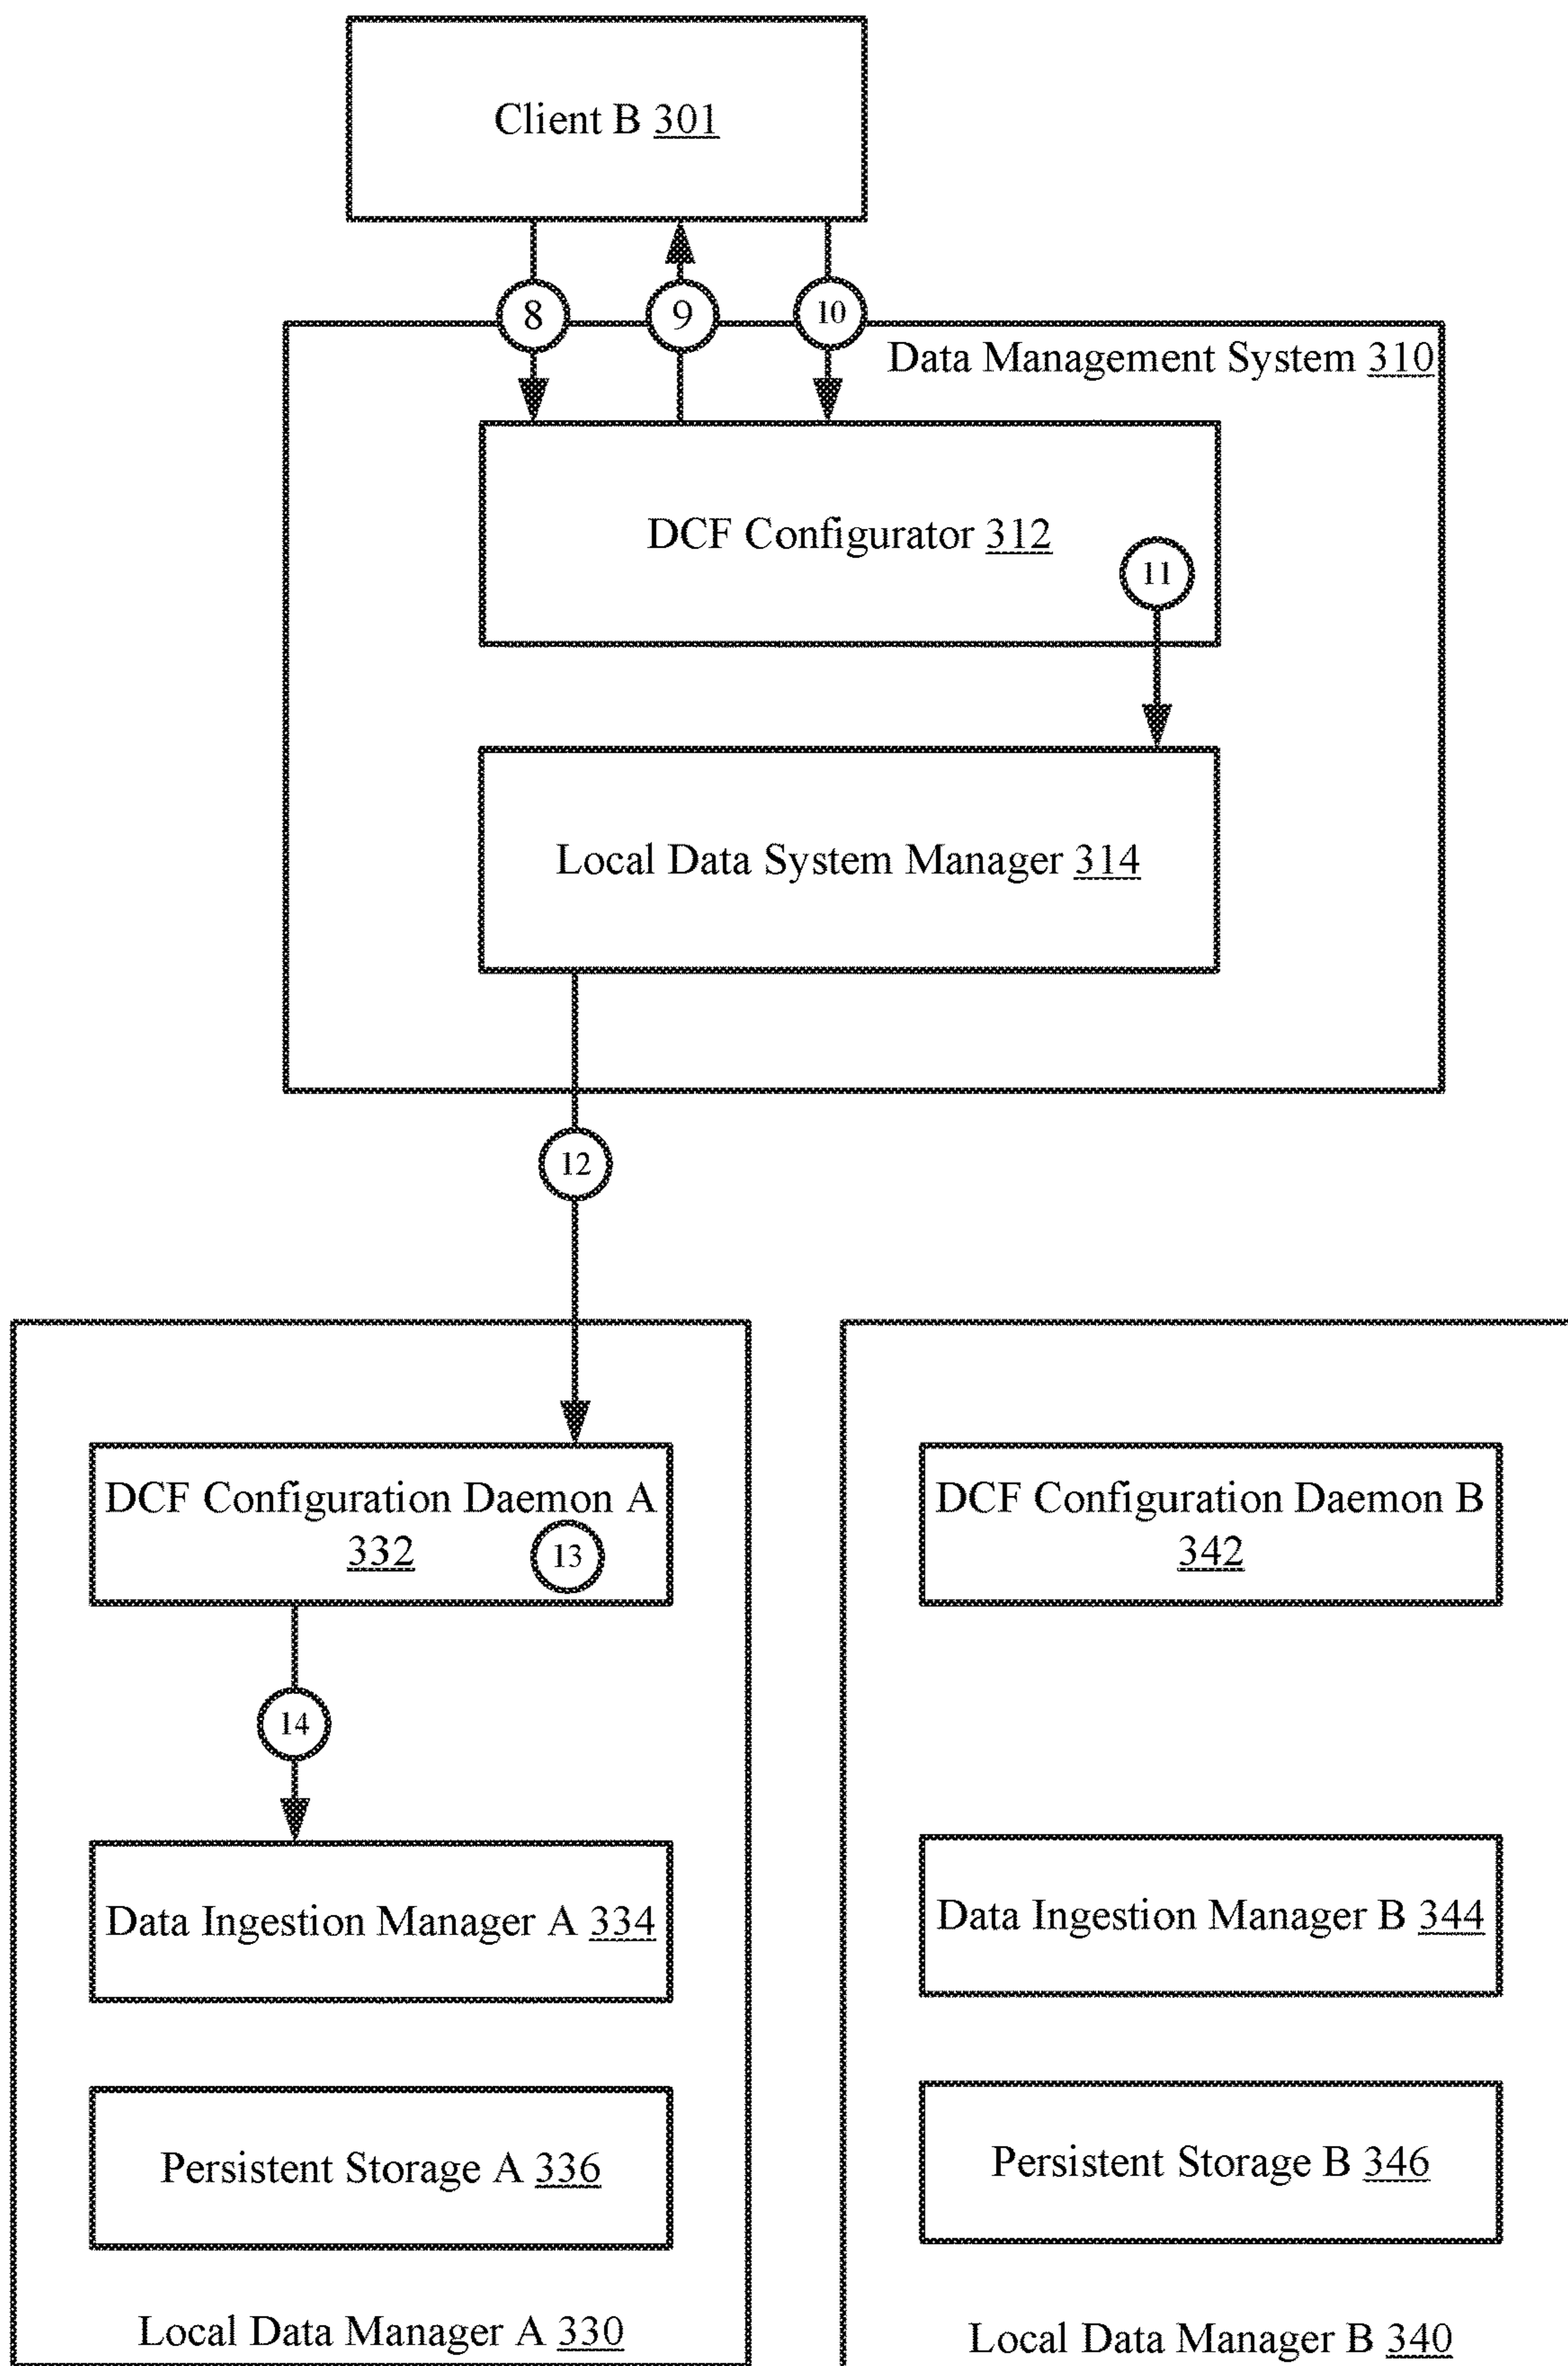 Client B 301
8
9
10
Data Management System 310
DCF Configurator 312
11
Local Data System Manager 314
12
DCF Configuration Daemon A
332
13
14
Data Ingestion Manager A 334
Persistent Storage A 336
Local Data Manager A 330
DCF Configuration Daemon B
342
Data Ingestion Manager B 344
Persistent Storage B 346
Local Data Manager B 340